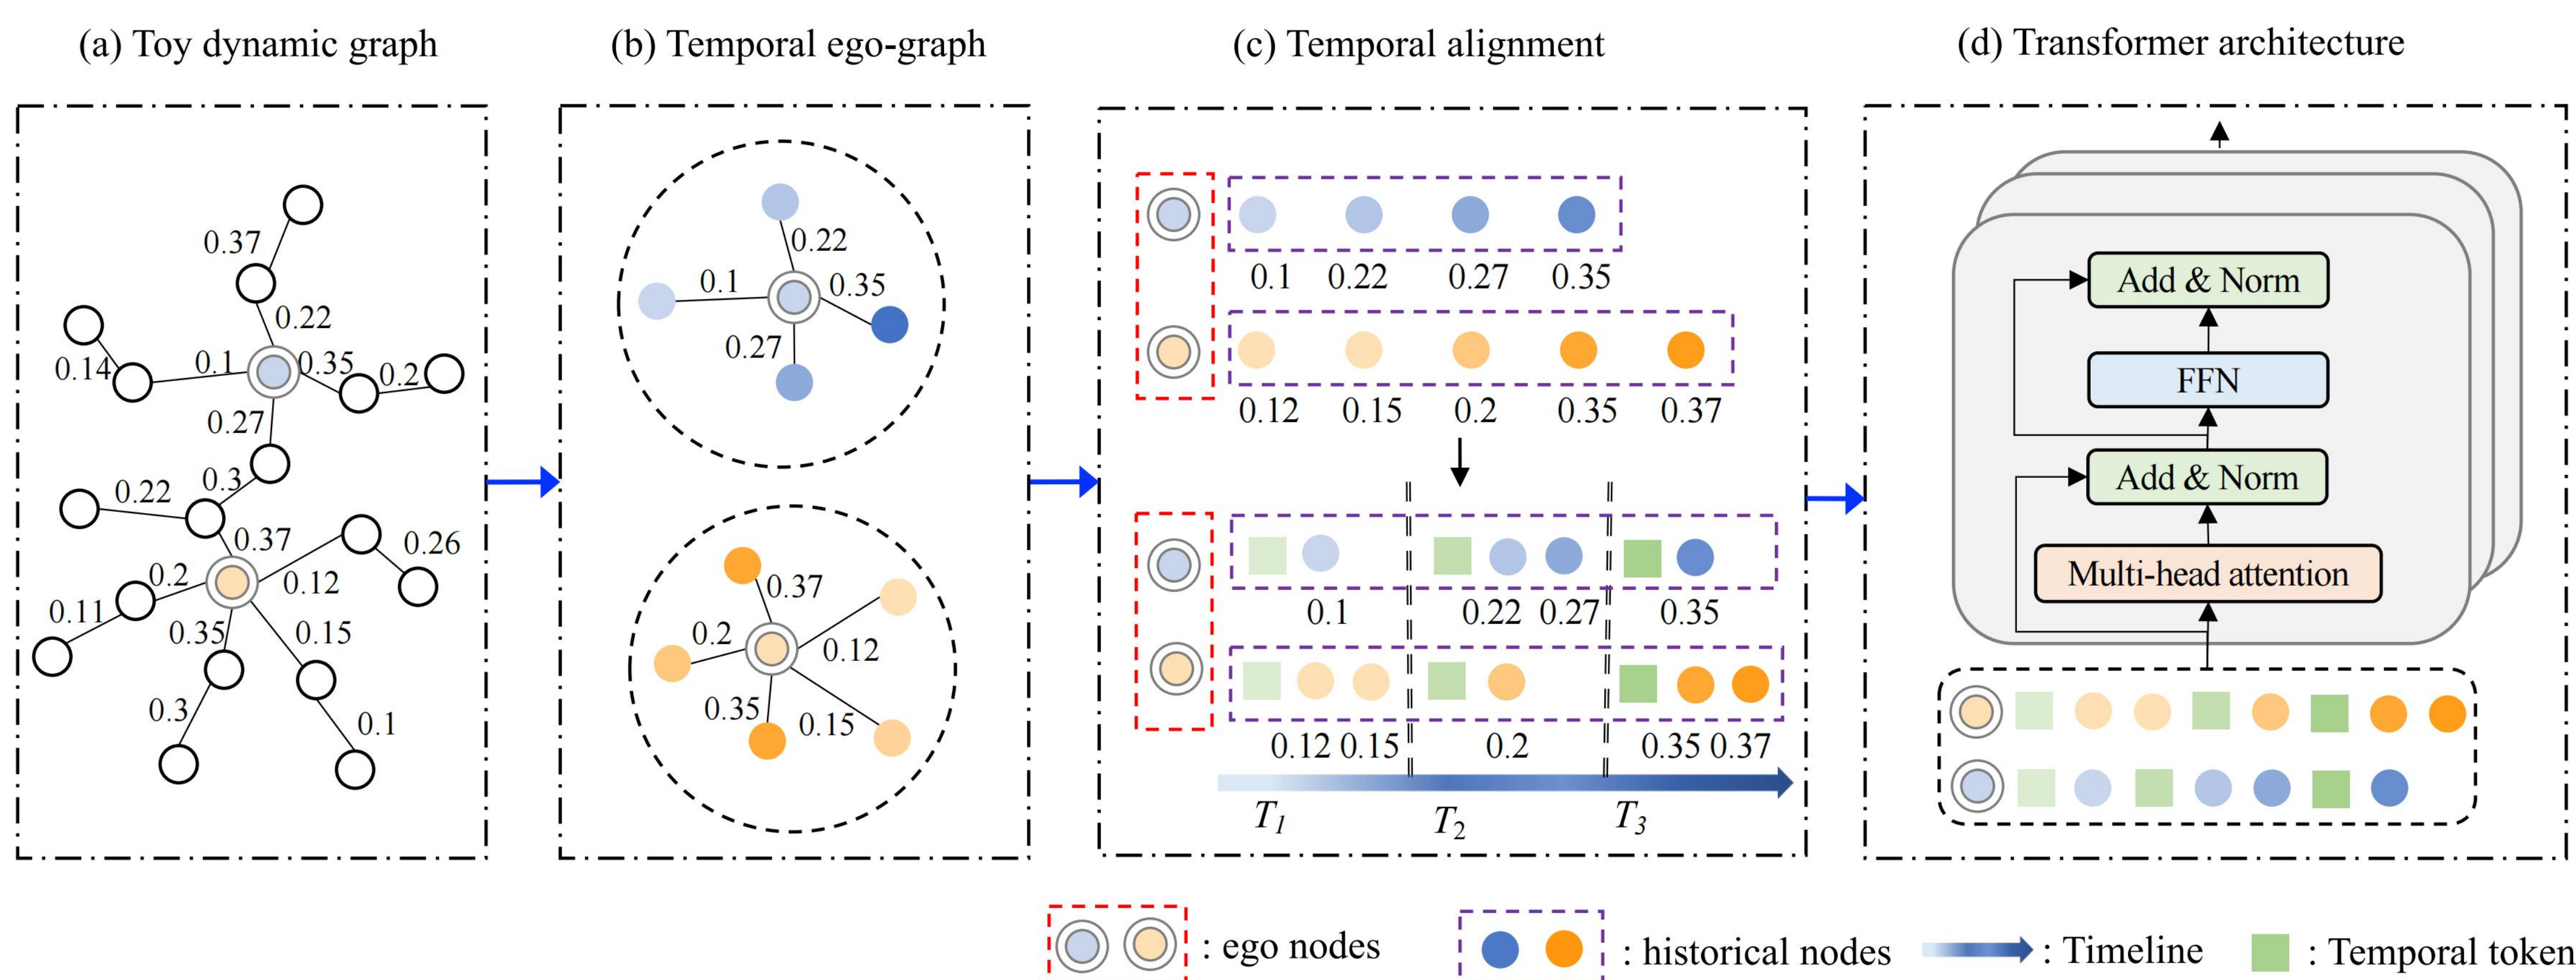 (a) Toy dynamic graph
0.37
0.22
0.14
0.1
0.35
0.2
0.27
0.3
0.22
0.37
0.26
0.2
0.12
0.11
0.35
0.15
0.3
0.1
(b) Temporal ego-graph
0.22
0.1
0.35
0.27
0.37
0.2
0.12
0.35
0.15
(c) Temporal alignment
0.1 0.22 0.27 0.35
0.12 0.15 0.2 0.35 0.37
0.1 0.22 0.27 0.35
0.12 0.15 0.2 0.35 0.37
T1 T2 T3
(d) Transformer architecture
Add & Norm
FFN
Add & Norm
Multi-head attention
: ego nodes : historical nodes : Timeline : Temporal token